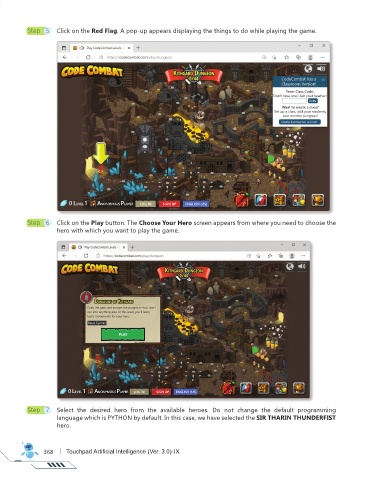 Step 5 Click on the Red Flag. A pop-up appears displaying the things to do while playing the game.
Play CodeCombat Levels
https://codecombat.com/play/dungeon
CODE COMBAT
KITHGARD DUNGEON
CodeCombat has a
Classroom Version!
Enter Class Code:
Don't have one? Ask your teacher!
Want to create a class?
Set up a class, add your students,
and monitor progress!
0 LEVEL 1 ANONYMOUS PLAYER LOG IN SIGN UP ENGLISH (US)
Step 6 Click on the Play button. The Choose Your Hero screen appears from where you need to choose the
hero with which you want to play the game.
Play CodeCombat Levels
https://codecombat.com/play/dungeon
CODE COMBAT
KITHGARD DUNGEON
DUNGEONS OF KITHGARD
PLAY
0 LEVEL 1 ANONYMOUS PLAYER LOG IN SIGN UP ENGLISH (US)
Step 7 Select the desired hero from the available heroes. Do not change the default programming
language which is PYTHON by default. In this case, we have selected the SIR THARIN THUNDERFIST
hero.
368 | Touchpad Artificial Intelligence (Ver. 3.0)-IX